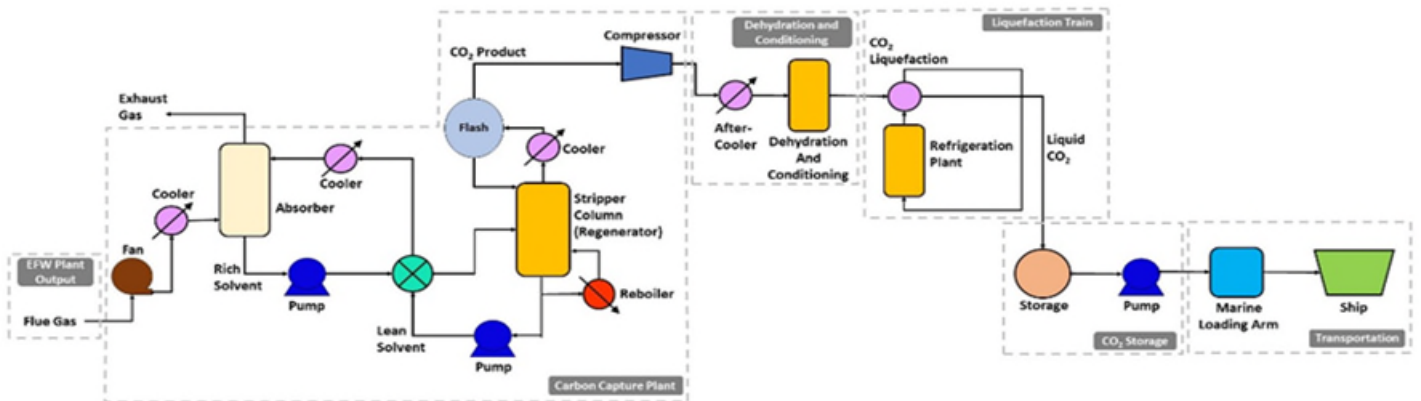 Dehydration and
Conditioning
Liquefaction Train
Compressor
CO₂ Product
CO₂
Liquefaction
Exhaust
Gas
Flash
Cooler
After-
Cooler
Dehydration
And
Conditioning
Refrigeration
Plant
Liquid
CO₂
Cooler
Cooler
Absorber
Stripper
Column
(Regenerator)
Fan
EFW Plant
Output
Rich
Solvent
Pump
Reboiler
Flue Gas
Lean
Solvent
Pump
Carbon Capture Plant
Storage
Pump
Marine
Loading Arm
Ship
CO₂ Storage
Transportation